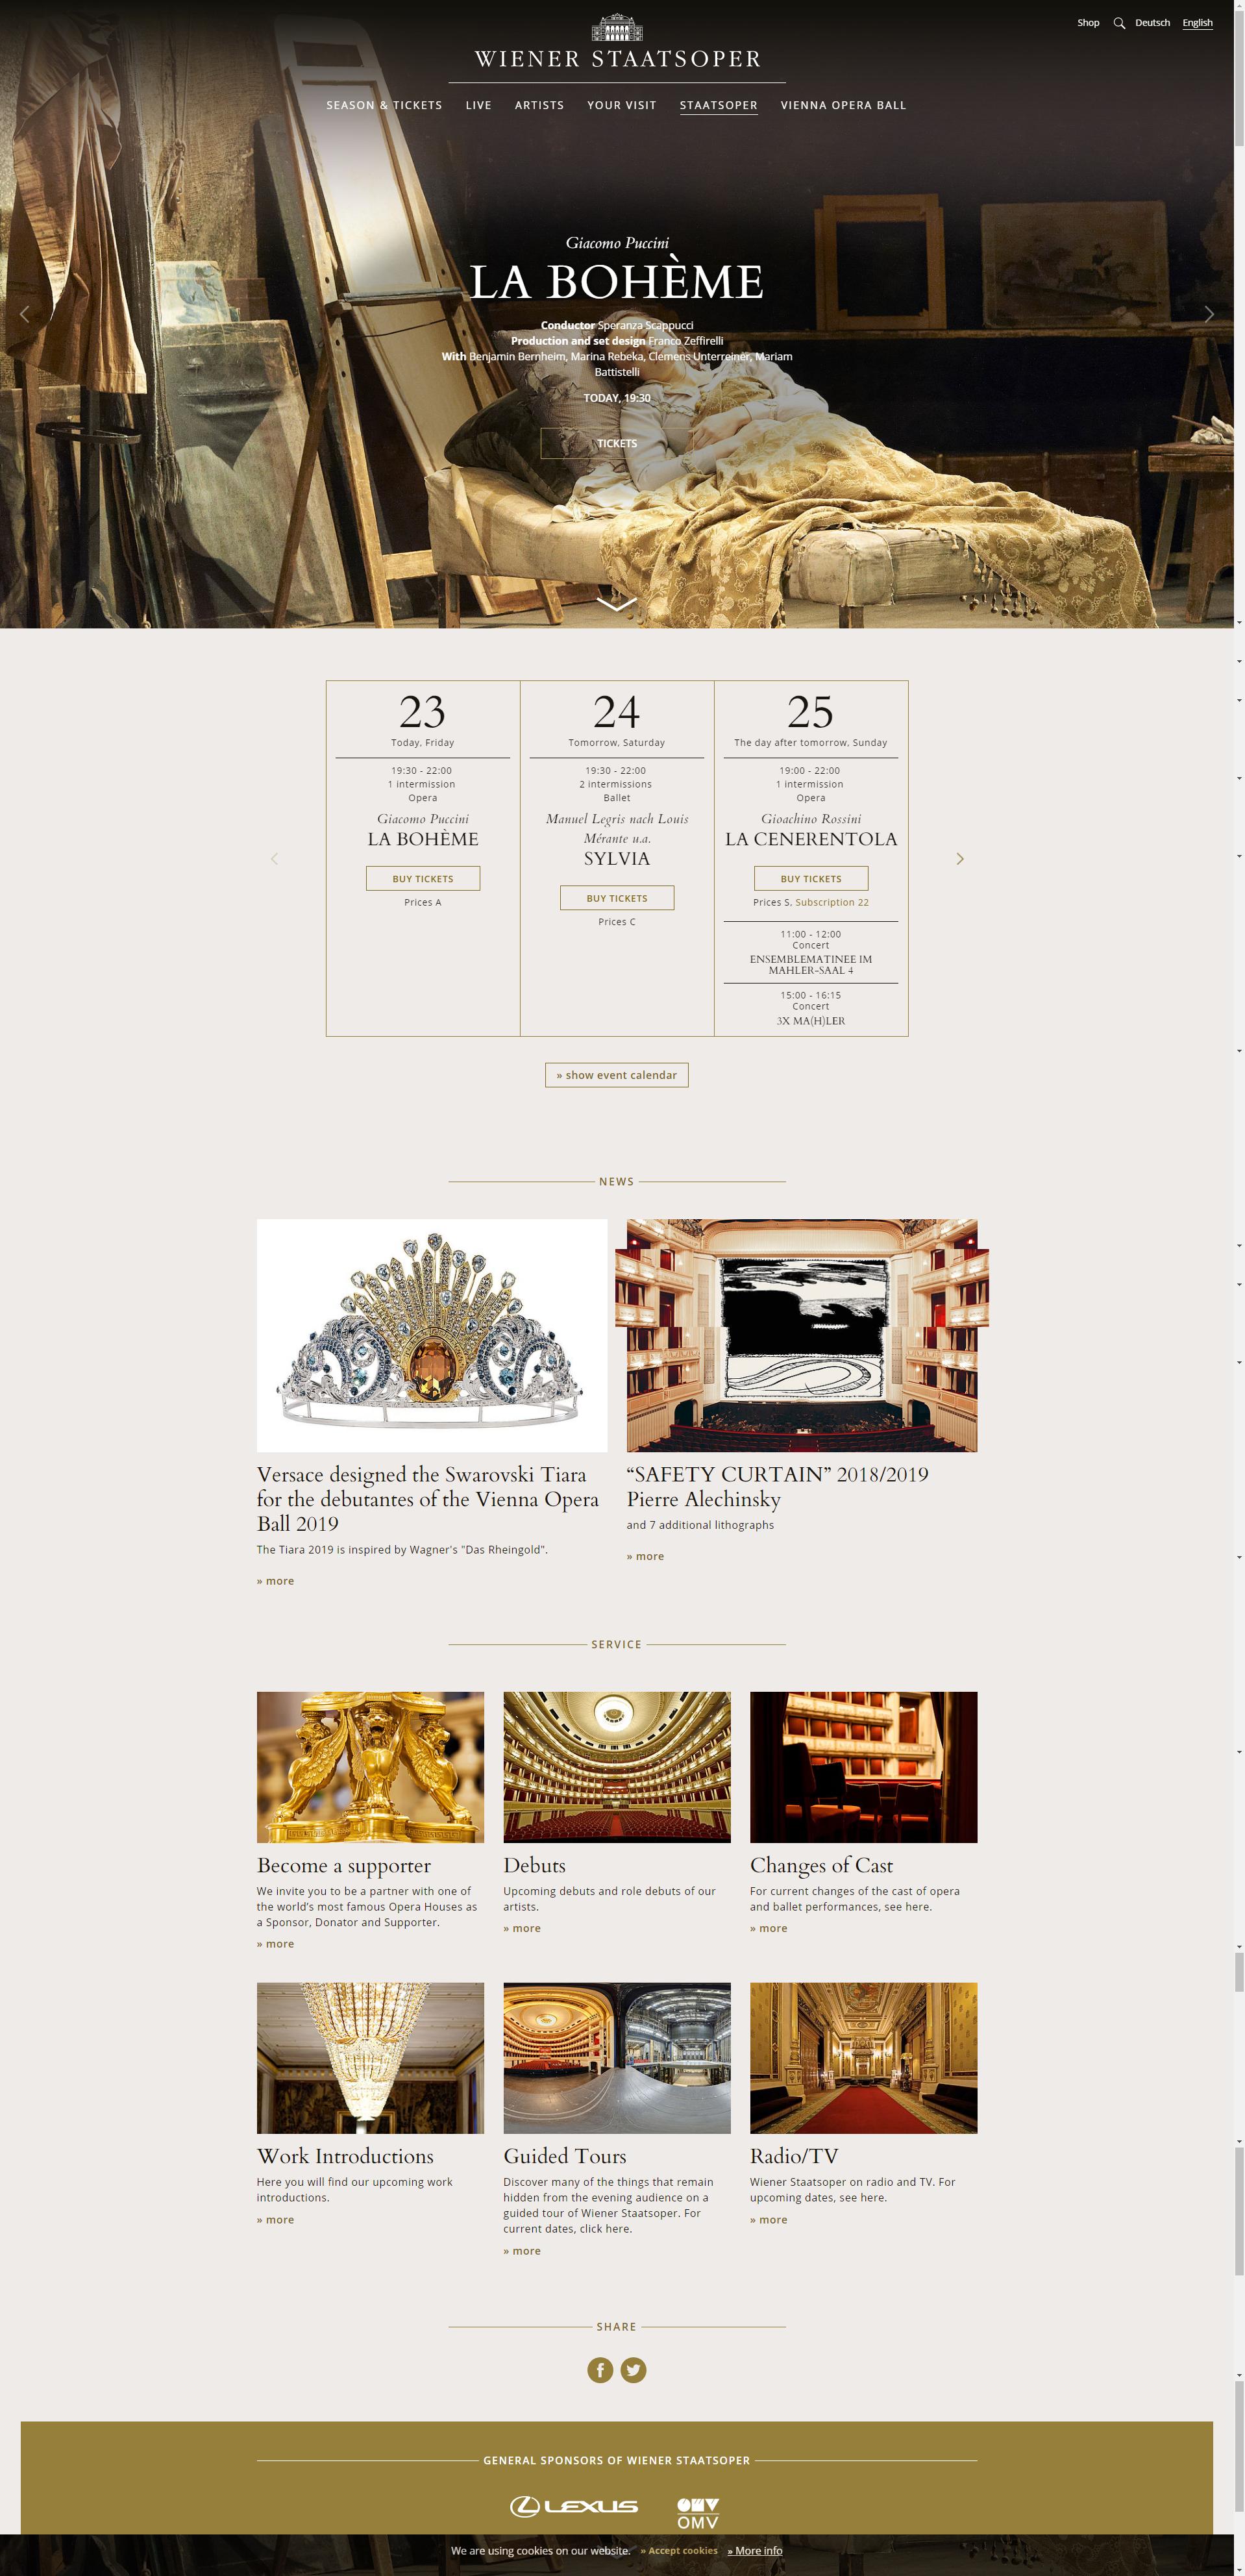 Shop Deutsch English
WIENER STAATSOPER
SEASON & TICKETS LIVE ARTISTS YOUR VISIT STAATSOPER VIENNA OPERA BALL
Giacomo Puccini
LA BOHÈME
Conductor Speranza Scappucci
Production and set design Franco Zeffirelli
With Benjamin Bernheim, Marina Rebeka, Clemens Unterreiner, Mariam
Battistelli
TODAY, 19:30
TICKETS
23
Today, Friday
19:30 - 22:00
1 intermission
Opera
Giacomo Puccini
LA BOHÈME
BUY TICKETS
Prices A
24
Tomorrow, Saturday
19:30 - 22:00
2 intermissions
Ballet
Manuel Legris nach Louis
Mérante u.a.
SYLVIA
BUY TICKETS
Prices C
25
The day after tomorrow, Sunday
19:00 - 22:00
1 intermission
Opera
Gioachino Rossini
LA CENERENTOLA
BUY TICKETS
Prices S, Subscription 22
11:00 - 12:00
Concert
ENSEMBLEMATINEE IM
MAHLER-SAAL 4
15:00 - 16:15
Concert
3X MA(H)LER
» show event calendar
NEWS
Versace designed the Swarovski Tiara
for the debutantes of the Vienna Opera
Ball 2019
The Tiara 2019 is inspired by Wagner's "Das Rheingold".
» more
“SAFETY CURTAIN” 2018/2019
Pierre Alechinsky
and 7 additional lithographs
» more
SERVICE
Become a supporter
We invite you to be a partner with one of
the world’s most famous Opera Houses as
a Sponsor, Donator and Supporter.
» more
Debuts
Upcoming debuts and role debuts of our
artists.
» more
Changes of Cast
For current changes of the cast of opera
and ballet performances, see here.
» more
Work Introductions
Here you will find our upcoming work
introductions.
» more
Guided Tours
Discover many of the things that remain
hidden from the evening audience on a
guided tour of Wiener Staatsoper. For
current dates, click here.
» more
Radio/TV
Wiener Staatsoper on radio and TV. For
upcoming dates, see here.
» more
SHARE
GENERAL SPONSORS OF WIENER STAATSOPER
LEXUS
OMV
We are using cookies on our website. » Accept cookies » More info